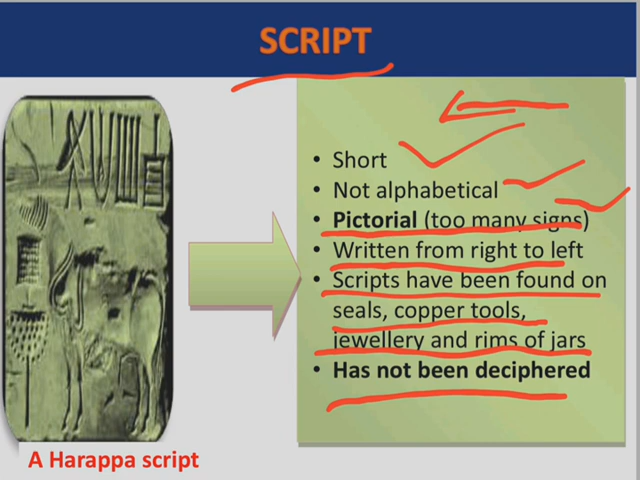 SCRIPT
• Short
• Not alphabetical
• Pictorial (too many signs)
• Written from right to left
• Scripts have been found on
seals, copper tools,
jewellery and rims of jars
• Has not been deciphered
A Harappa script